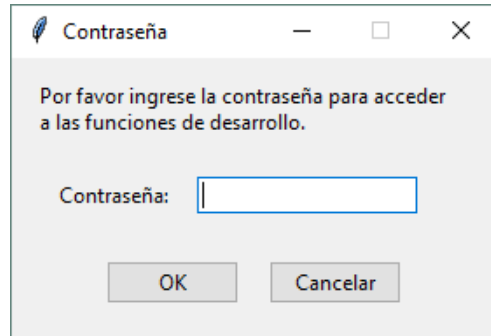 Contraseña
Por favor ingrese la contraseña para acceder
a las funciones de desarrollo.
Contraseña:
OK Cancelar